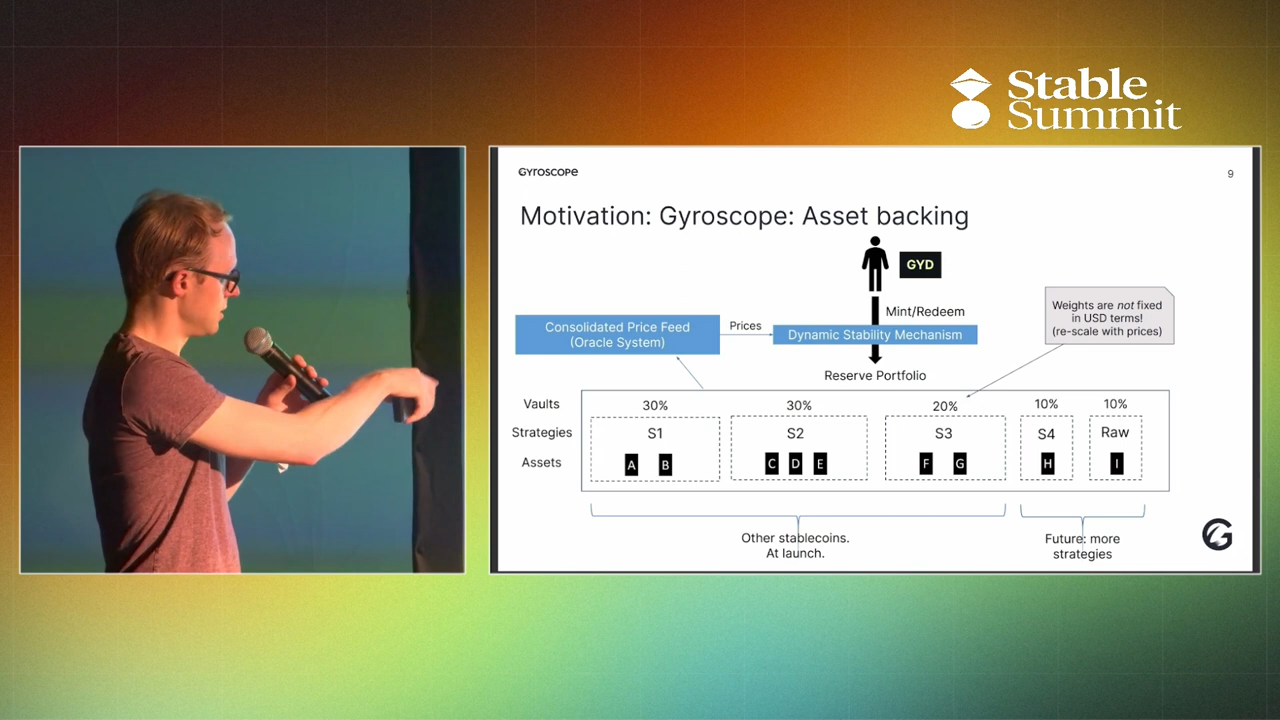 Stable
Summit
GYROSCOPE
9
Motivation: Gyroscope: Asset backing
GYD
Mint/Redeem
Weights are not fixed
in USD terms!
(re-scale with prices)
Consolidated Price Feed
(Oracle System)
Prices
Dynamic Stability Mechanism
Reserve Portfolio
Vaults 30% 30% 20% 10% 10%
Strategies S1 S2 S3 S4 Raw
Assets A B C D E F G H I
Other stablecoins.
At launch.
Future: more
strategies